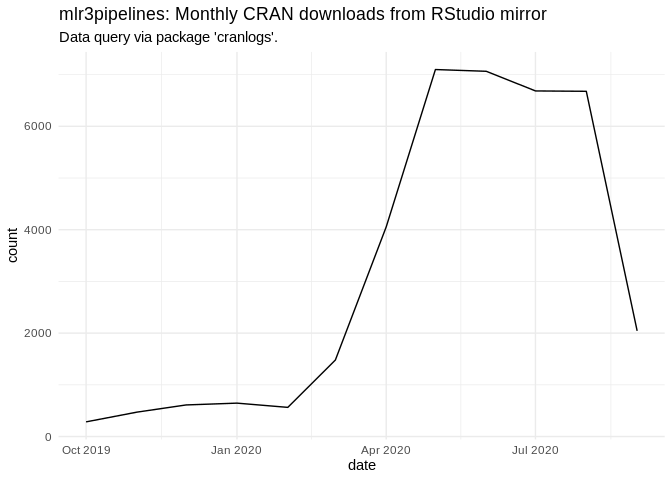 mlr3pipelines: Monthly CRAN downloads from RStudio mirror
Data query via package 'cranlogs'.
6000
4000
2000
0
count
Oct 2019
Jan 2020
Apr 2020
Jul 2020
date